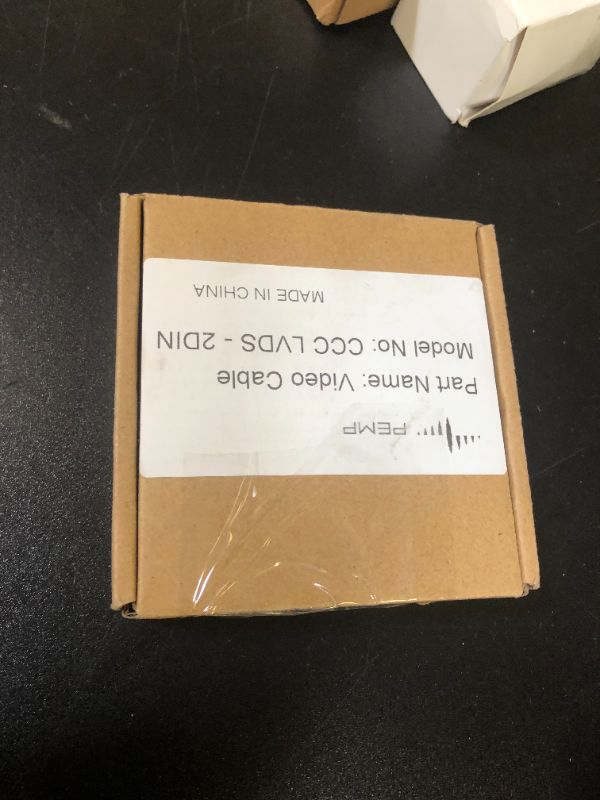 PEMP
Part Name: Video Cable
Model No: CCC LVDS - 2DIN
MADE IN CHINA